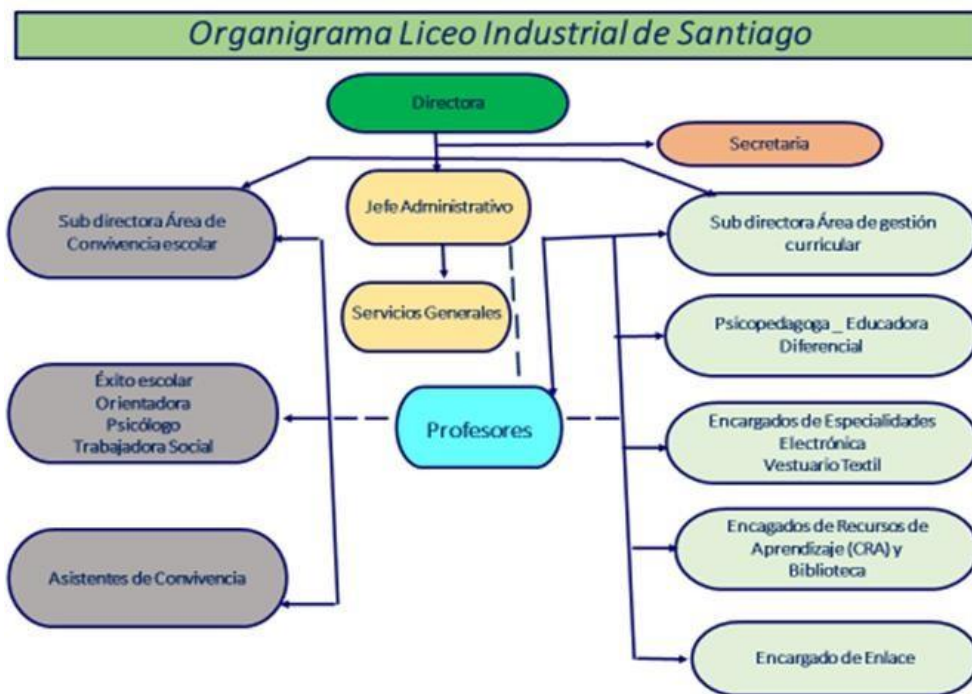 Organigrama Liceo Industrial de Santiago
Directora
Secretaria
Sub directora Área de
Convivencia escolar
Jefe Administrativo
Sub directora Área de gestión
curricular
Servicios Generales
Psicopedagoga _ Educadora
Diferencial
Éxito escolar
Orientadora
Psicólogo
Trabajadora Social
Profesores
Encargados de Especialidades
Electrónica
Vestuario Textil
Asistentes de Convivencia
Encagados de Recursos de
Aprendizaje (CRA) y
Biblioteca
Encargado de Enlace